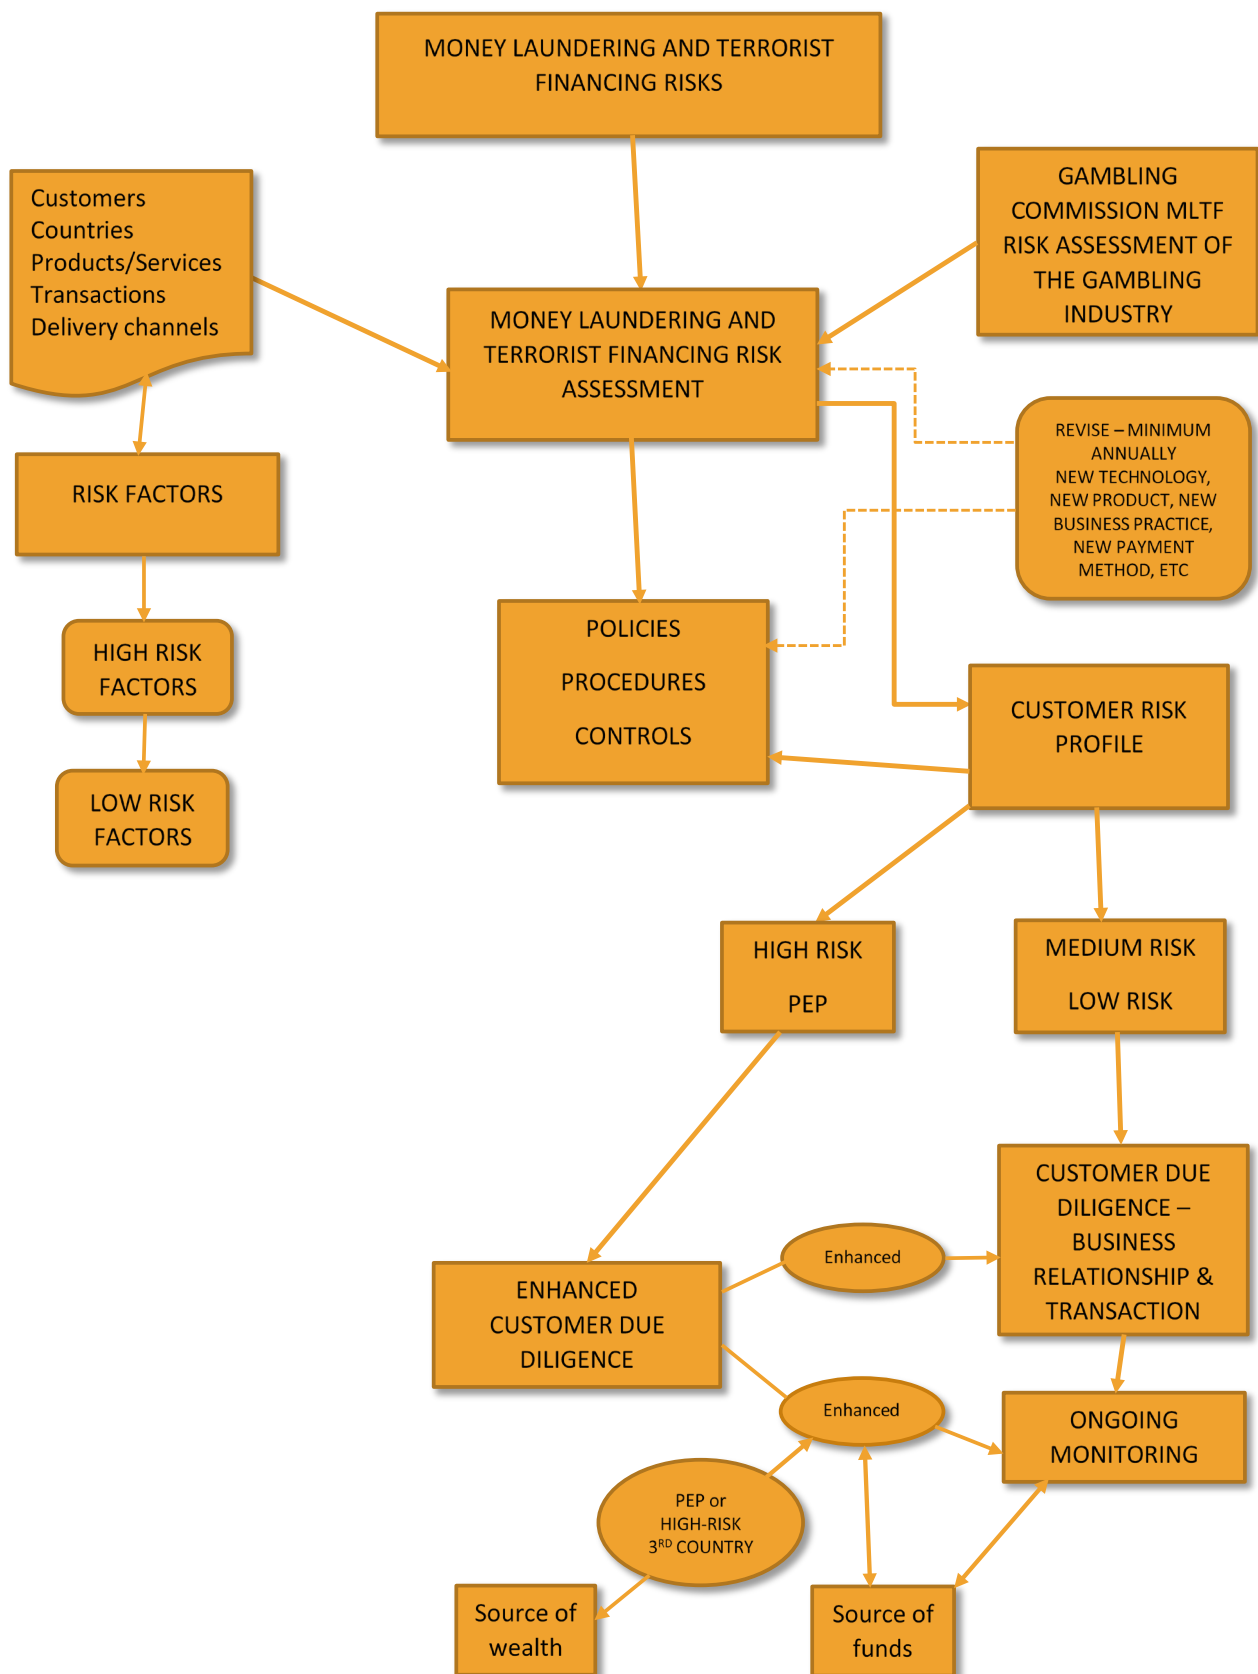 MONEY LAUNDERING AND TERRORIST
FINANCING RISKS
Customers
Countries
Products/Services
Transactions
Delivery channels
GAMBLING
COMMISSION MLTF
RISK ASSESSMENT OF
THE GAMBLING
INDUSTRY
MONEY LAUNDERING AND
TERRORIST FINANCING RISK
ASSESSMENT
REVISE – MINIMUM
ANNUALLY
NEW TECHNOLOGY,
NEW PRODUCT, NEW
BUSINESS PRACTICE,
NEW PAYMENT
METHOD, ETC
RISK FACTORS
HIGH RISK
FACTORS
LOW RISK
FACTORS
POLICIES
PROCEDURES
CONTROLS
CUSTOMER RISK
PROFILE
HIGH RISK
PEP
MEDIUM RISK
LOW RISK
CUSTOMER DUE
DILIGENCE –
BUSINESS
RELATIONSHIP &
TRANSACTION
Enhanced
ENHANCED
CUSTOMER DUE
DILIGENCE
Enhanced
ONGOING
MONITORING
PEP or
HIGH-RISK
3RD COUNTRY
Source of
wealth
Source of
funds